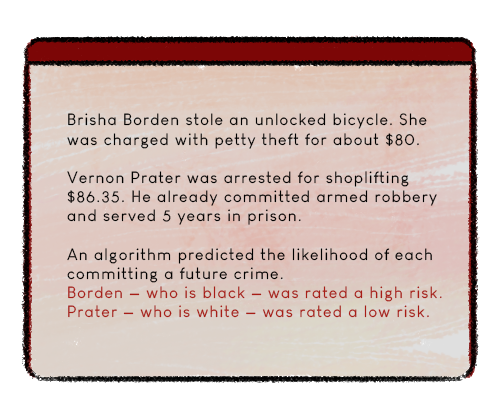 Brisha Borden stole an unlocked bicycle. She
was charged with petty theft for about $80.
Vernon Prater was arrested for shoplifting
$86.35. He already committed armed robbery
and served 5 years in prison.
An algorithm predicted the likelihood of each
committing a future crime.
Borden – who is black – was rated a high risk.
Prater – who is white – was rated a low risk.